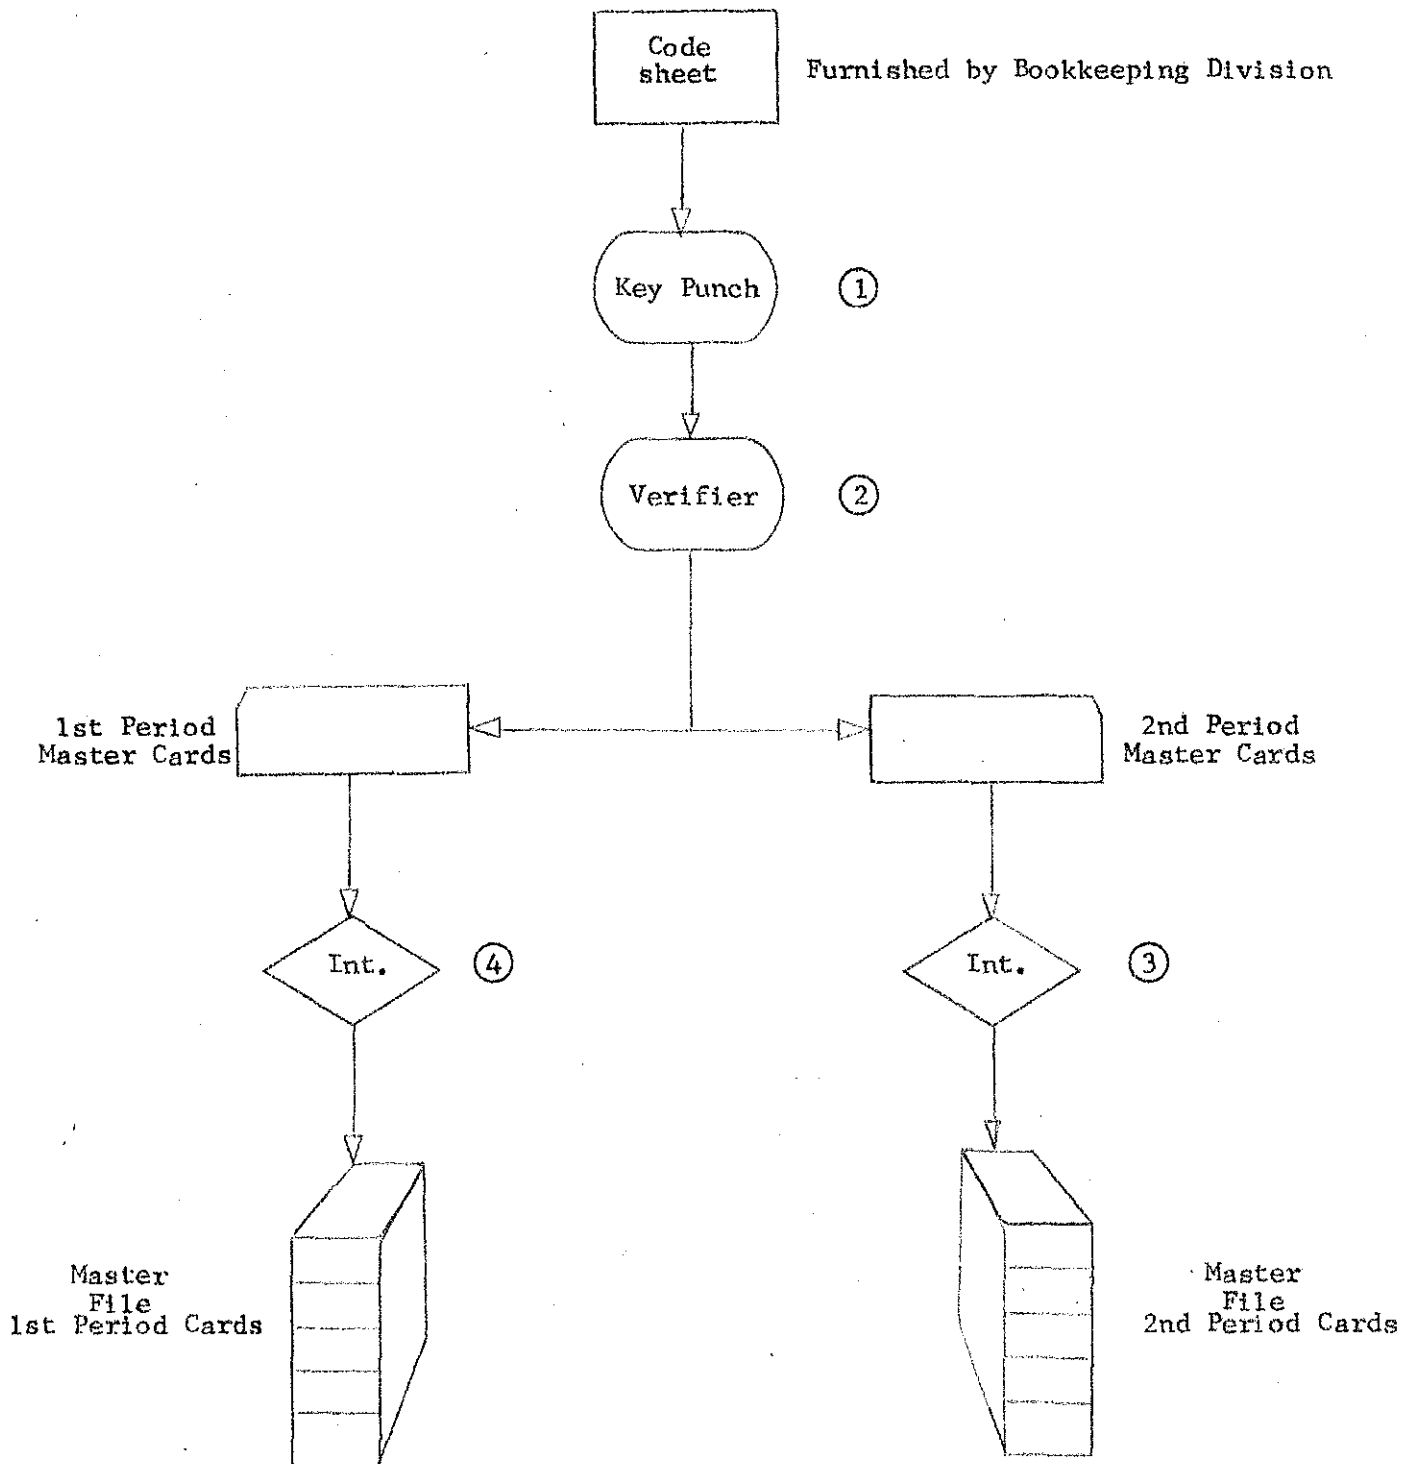 Code
sheet
Furnished by Bookkeeping Division
Key Punch
1
Verifier
2
1st Period
Master Cards
2nd Period
Master Cards
Int.
4
Int.
3
Master
File
1st Period Cards
Master
File
2nd Period Cards